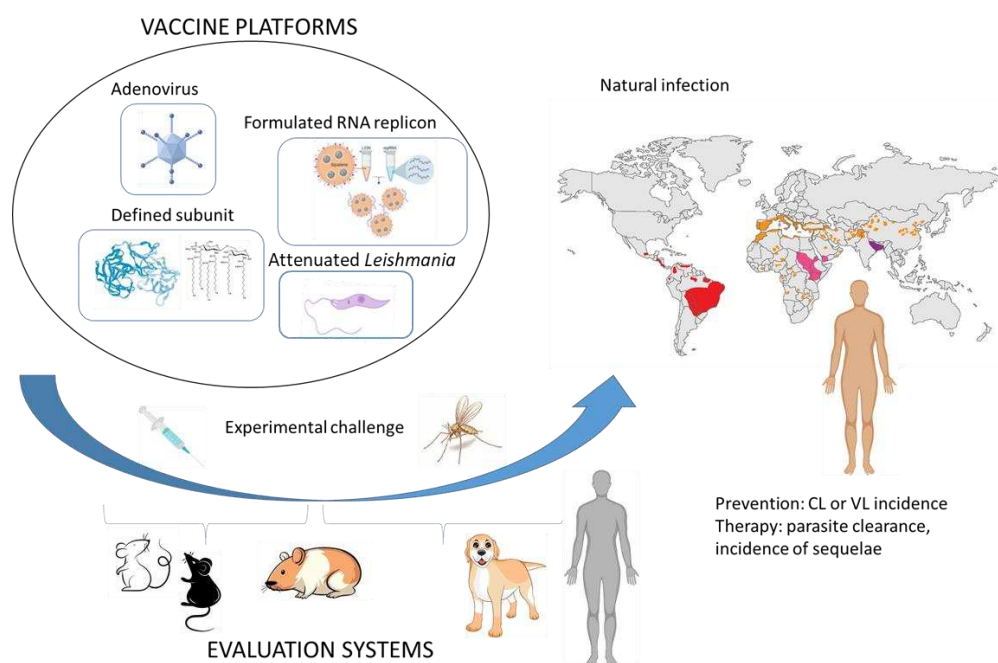 VACCINE PLATFORMS
Adenovirus
Formulated RNA replicon
Defined subunit
Attenuated Leishmania
Natural infection
Experimental challenge
Prevention: CL or VL incidence
Therapy: parasite clearance,
incidence of sequelae
EVALUATION SYSTEMS